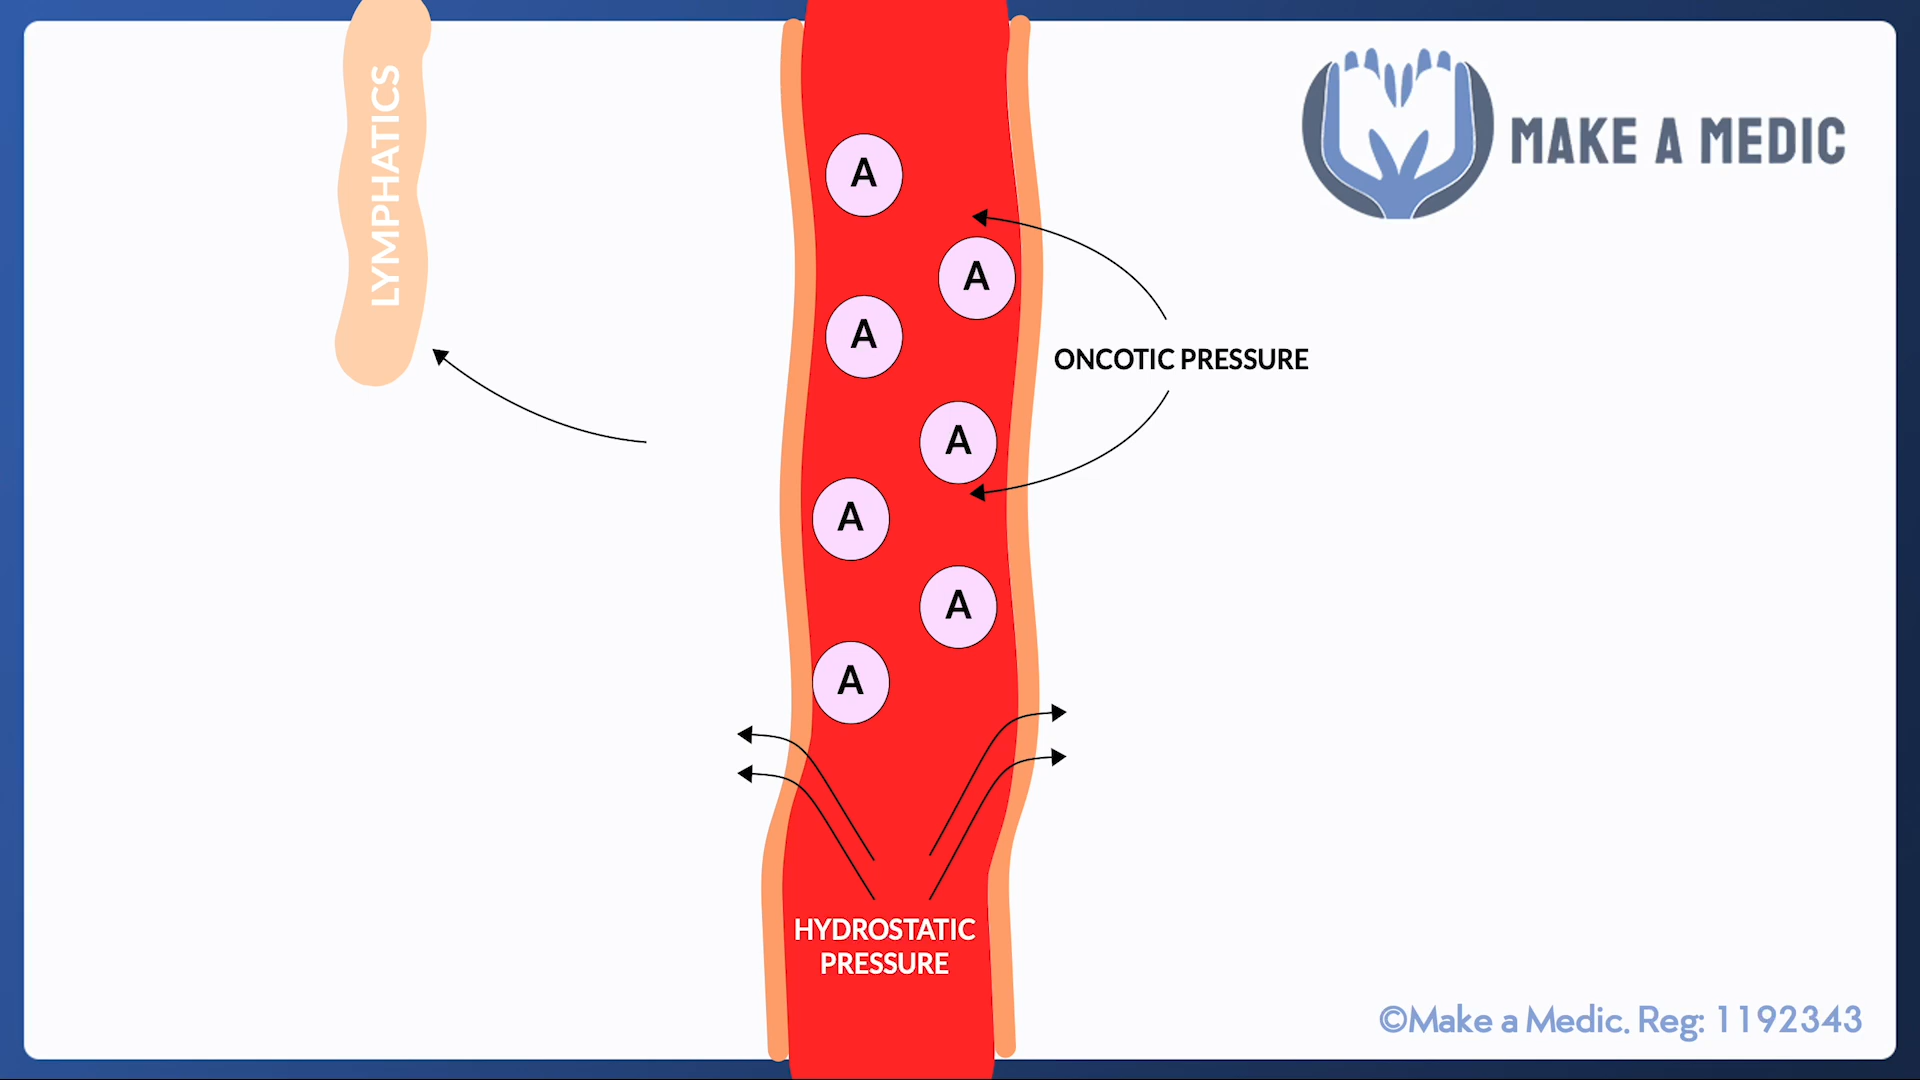 LYMPHATICS
MAKE A MEDIC
A
A
A
ONCOTIC PRESSURE
A
A
A
A
HYDROSTATIC
PRESSURE
©Make a Medic. Reg: 1192343